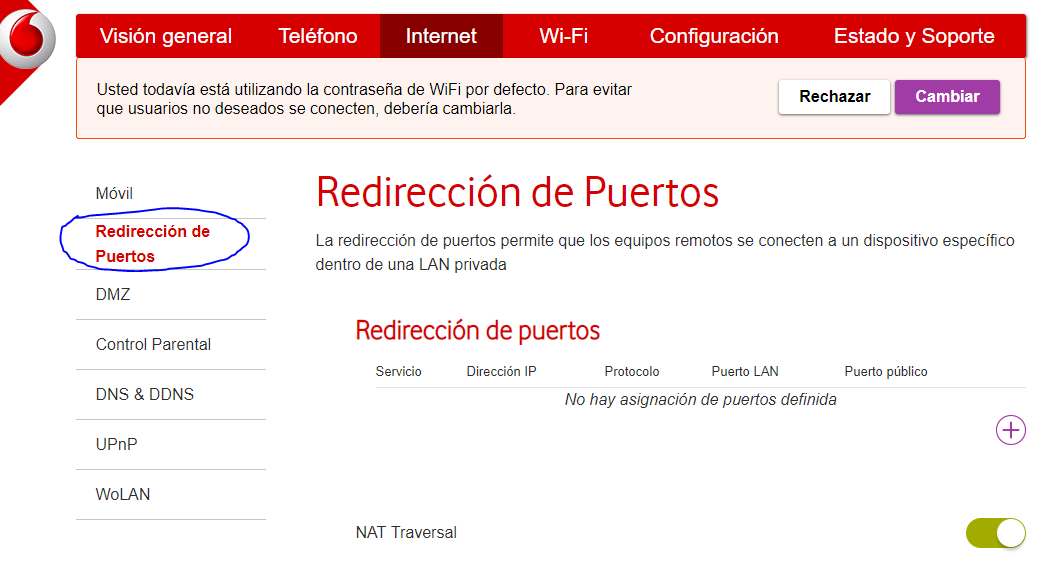 Visión general Teléfono Internet Wi-Fi Configuración Estado y Soporte
Usted todavía está utilizando la contraseña de WiFi por defecto. Para evitar
que usuarios no deseados se conecten, debería cambiarla.
Rechazar Cambiar
Móvil
Redirección de
Puertos
DMZ
Control Parental
DNS & DDNS
UPnP
WoLAN
Redirección de Puertos
La redirección de puertos permite que los equipos remotos se conecten a un dispositivo específico
dentro de una LAN privada
Redirección de puertos
Servicio Dirección IP Protocolo Puerto LAN Puerto público
No hay asignación de puertos definida
NAT Traversal